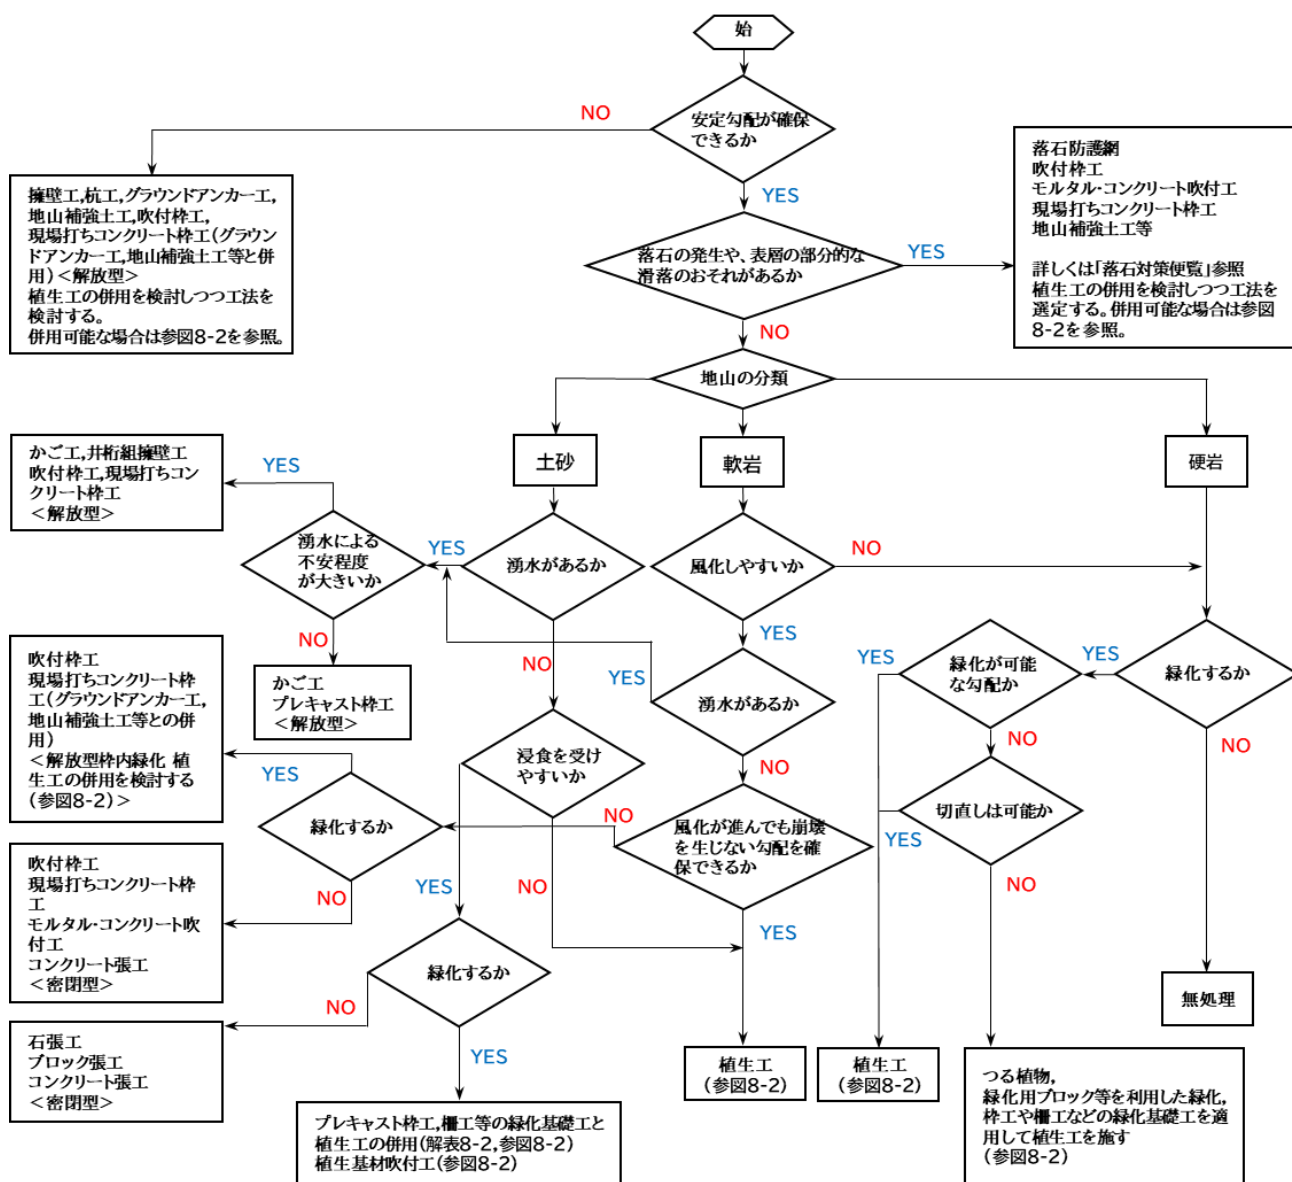 始
NO
安定勾配が確保
できるか
YES
擁壁工,杭工,グラウンドアンカー工,
地山補強土工,吹付枠工,
現場打ちコンクリート枠工(グラウン
ドアンカー工,地山補強土工等と併
用)<解放型>
植生工の併用を検討しつつ工法を
検討する。
併用可能な場合は参図8-2を参照。
落石の発生や、表層の部分的な
滑落のおそれがあるか
YES
落石防護網
吹付枠工
モルタル・コンクリート吹付工
現場打ちコンクリート枠工
地山補強土工等
詳しくは「落石対策便覧」参照
植生工の併用を検討しつつ工法を
選定する。併用可能な場合は参図
8-2を参照。
NO
地山の分類
土砂
軟岩
硬岩
かご工,井桁組擁壁工
吹付枠工,現場打ちコン
クリート枠工
<解放型>
YES
湧水による
不安程度
が大きいか
YES
湧水があるか
風化しやすいか
NO
NO
かご工
プレキャスト枠工
<解放型>
NO
YES
YES
湧水があるか
YES
緑化が可能
な勾配か
YES
緑化するか
吹付枠工
現場打ちコンクリート枠
工(グラウンドアンカー工,
地山補強土工等との併
用)
<解放型枠内緑化 植
生工の併用を検討する
(参図8-2)>
YES
緑化するか
NO
浸食を受け
やすいか
NO
NO
NO
切直しは可能か
YES
NO
風化が進んでも崩壊
を生じない勾配を確
保できるか
吹付枠工
現場打ちコンクリート枠
工
モルタル・コンクリート吹
付工
コンクリート張工
<密閉型>
NO
YES
NO
YES
NO
緑化するか
無処理
石張工
ブロック張工
コンクリート張工
<密閉型>
NO
YES
植生工
(参図8-2)
植生工
(参図8-2)
つる植物,
緑化用ブロック等を利用した緑化,
枠工や柵工などの緑化基礎工を適
用して植生工を施す
(参図8-2)
プレキャスト枠工,柵工等の緑化基礎工と
植生工の併用(解表8-2,参図8-2)
植生基材吹付工(参図8-2)